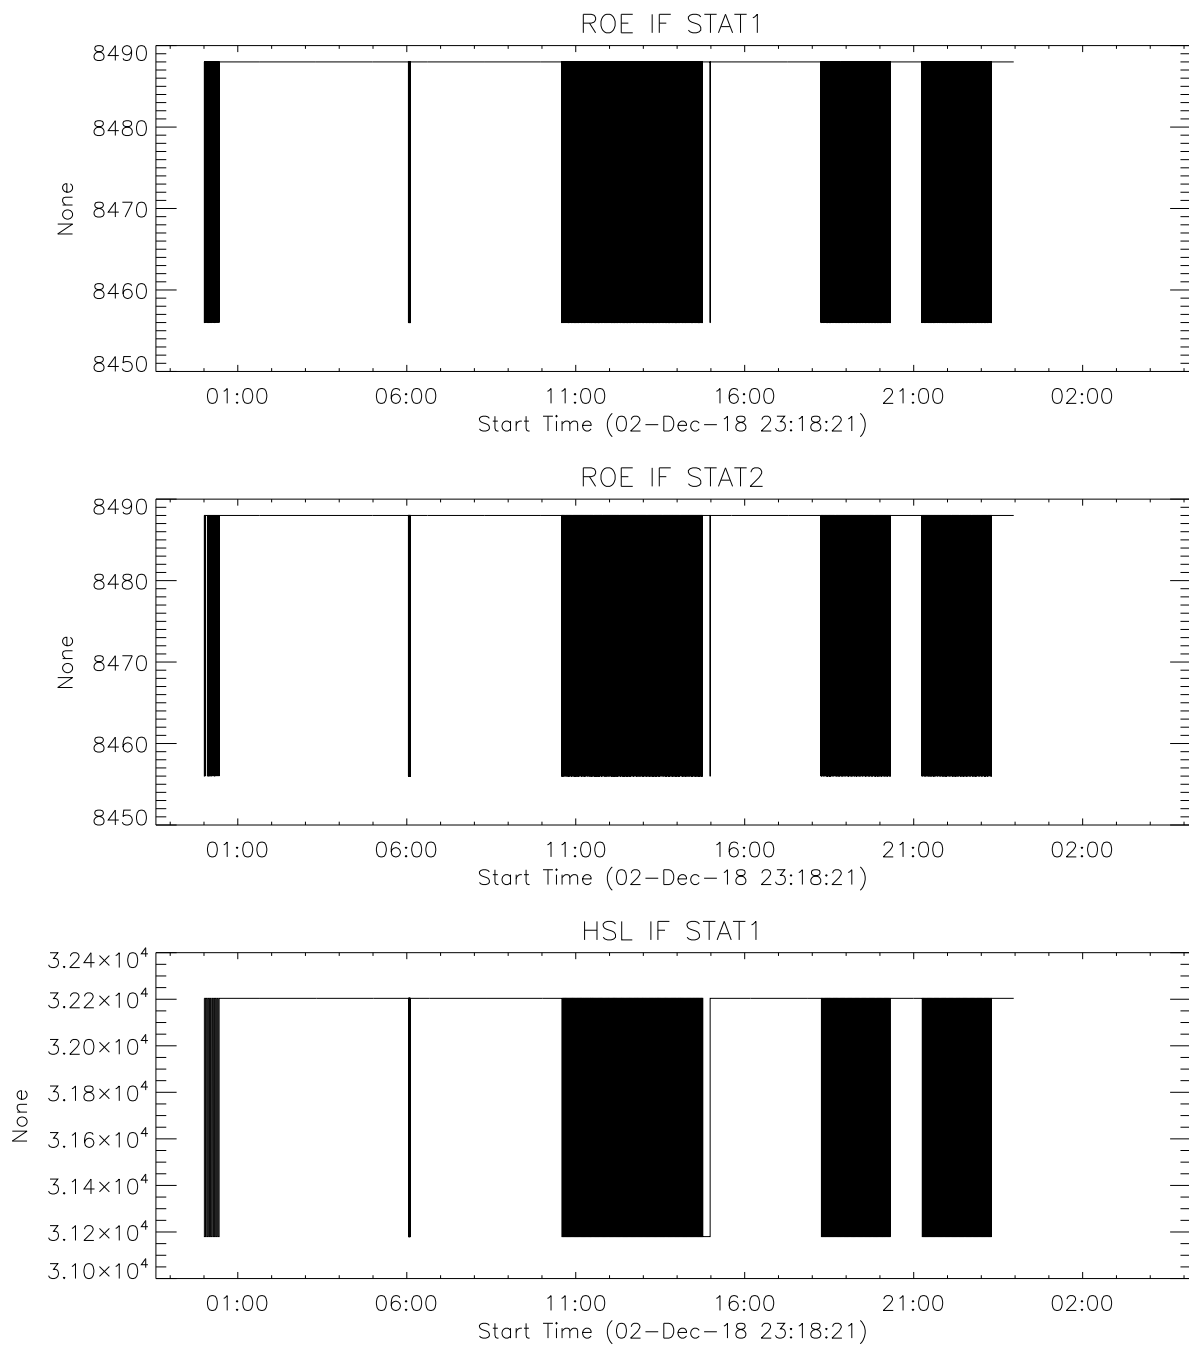 ROE IF STAT1
8490
8480
8470
8460
8450
None
01:00 06:00 11:00 16:00 21:00 02:00
Start Time (02-Dec-18 23:18:21)
ROE IF STAT2
8490
8480
8470
8460
8450
None
01:00 06:00 11:00 16:00 21:00 02:00
Start Time (02-Dec-18 23:18:21)
HSL IF STAT1
3.24×10⁴
3.22×10⁴
3.20×10⁴
3.18×10⁴
3.16×10⁴
3.14×10⁴
3.12×10⁴
3.10×10⁴
None
01:00 06:00 11:00 16:00 21:00 02:00
Start Time (02-Dec-18 23:18:21)